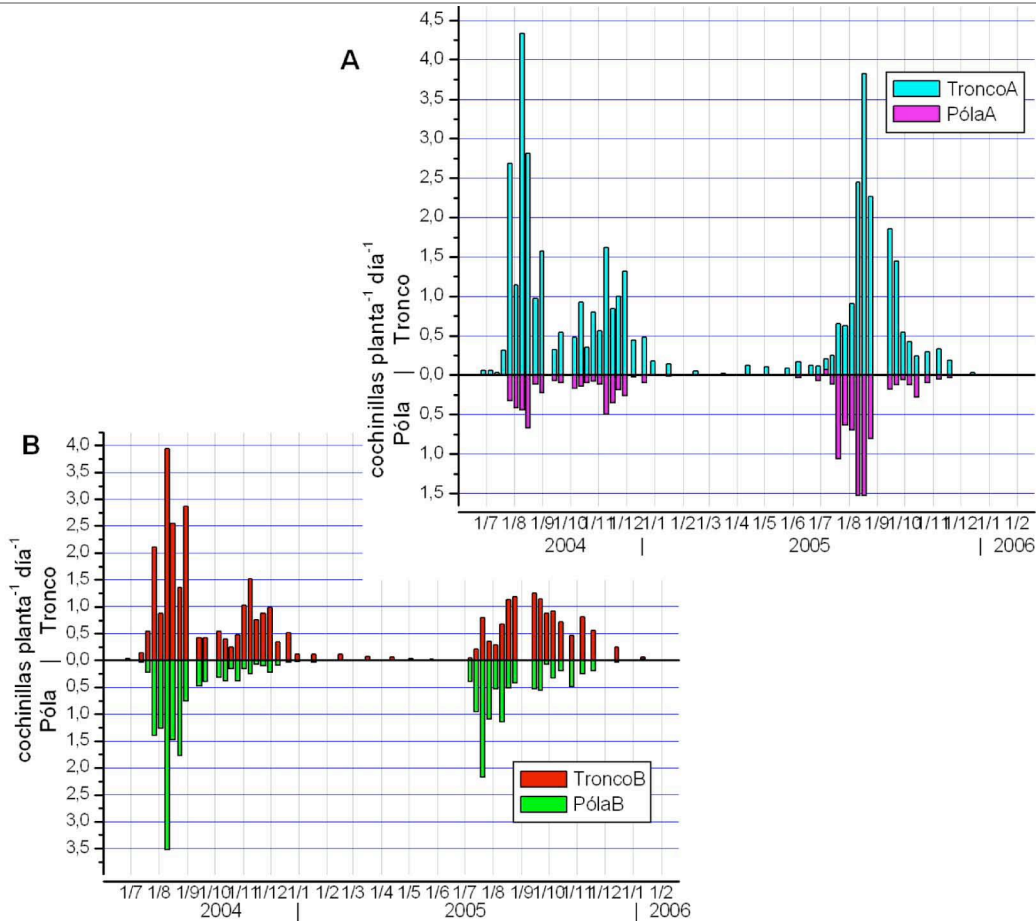 A
4,5
4,0
3,5
3,0
2,5
2,0
1,5
1,0
0,5
0,0
0,5
1,0
1,5
cochinillas planta-1 día-1
Póla | Tronco
TroncoA
PólaA
1/7 1/8 1/9 1/10 1/11 1/12 1/1 1/2 1/3 1/4 1/5 1/6 1/7 1/8 1/9 1/10 1/11 1/12 1/1 1/2
2004 | 2005 | 2006
B
4,0
3,5
3,0
2,5
2,0
1,5
1,0
0,5
0,0
0,5
1,0
1,5
2,0
2,5
3,0
3,5
cochinillas planta-1 día-1
Póla | Tronco
TroncoB
PólaB
1/7 1/8 1/9 1/10 1/11 1/12 1/1 1/2 1/3 1/4 1/5 1/6 1/7 1/8 1/9 1/10 1/11 1/12 1/1 1/2
2004 | 2005 | 2006